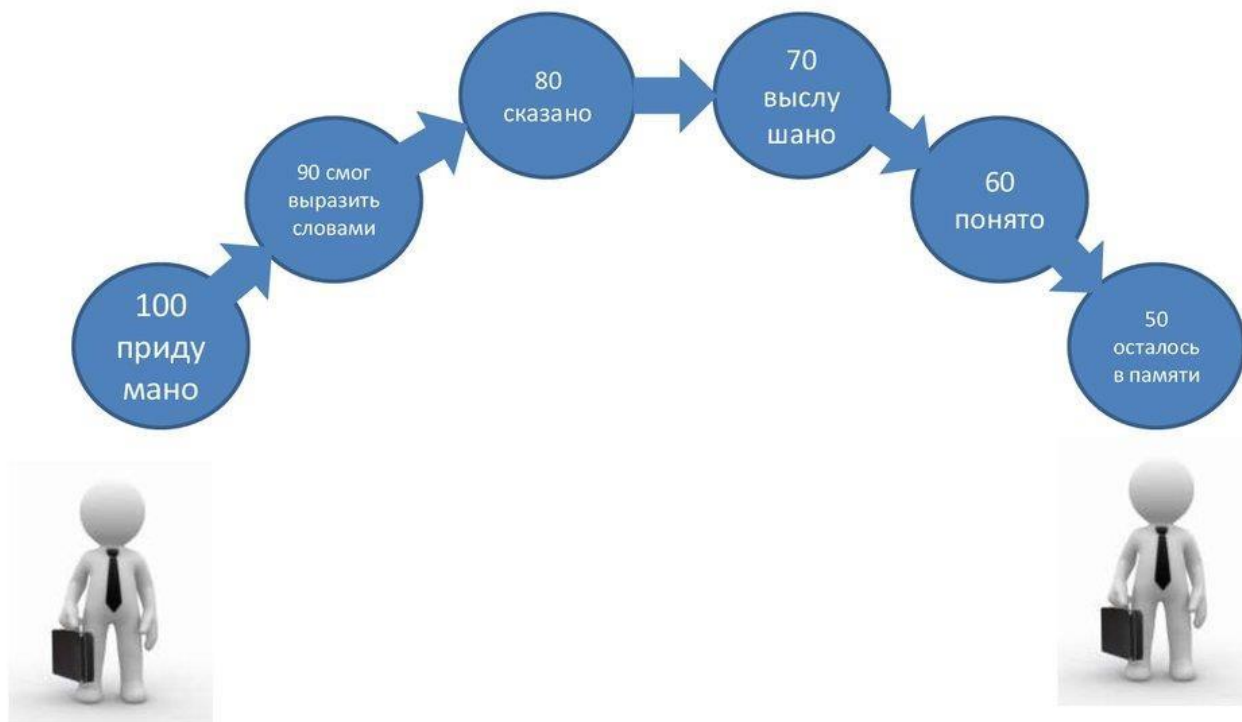 100
приду
мано
90 смог
выразить
словами
80
сказано
70
выслу
шано
60
понято
50
осталось
в памяти